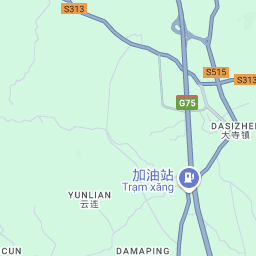 S313
S515
S313
G75
DASIZHE
大寺镇
加油站
Trạm xăng
YUNLIAN
云连
CUN
DAMAPING